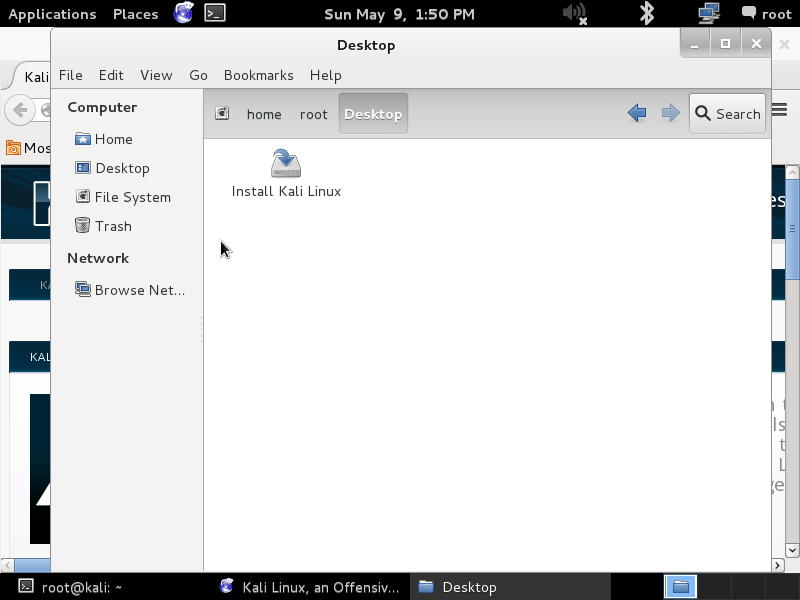 Applications Places Sun May 9, 1:50 PM root
Desktop
Kali
File Edit View Go Bookmarks Help
Computer
home root Desktop Search
Home
Mos
Desktop
Install Kali Linux
File System
es
Trash
Network
KA
Browse Net...
KAL
root@kali: ~ Kali Linux, an Offensiv... Desktop